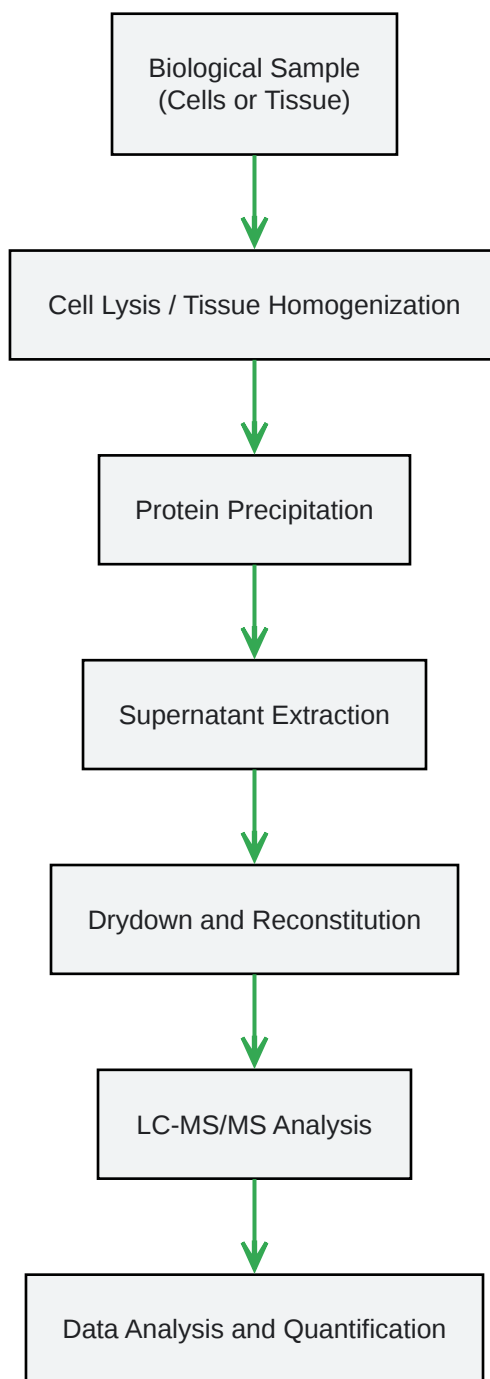 Biological Sample
(Cells or Tissue)
Cell Lysis / Tissue Homogenization
Protein Precipitation
Supernatant Extraction
Drydown and Reconstitution
LC-MS/MS Analysis
Data Analysis and Quantification